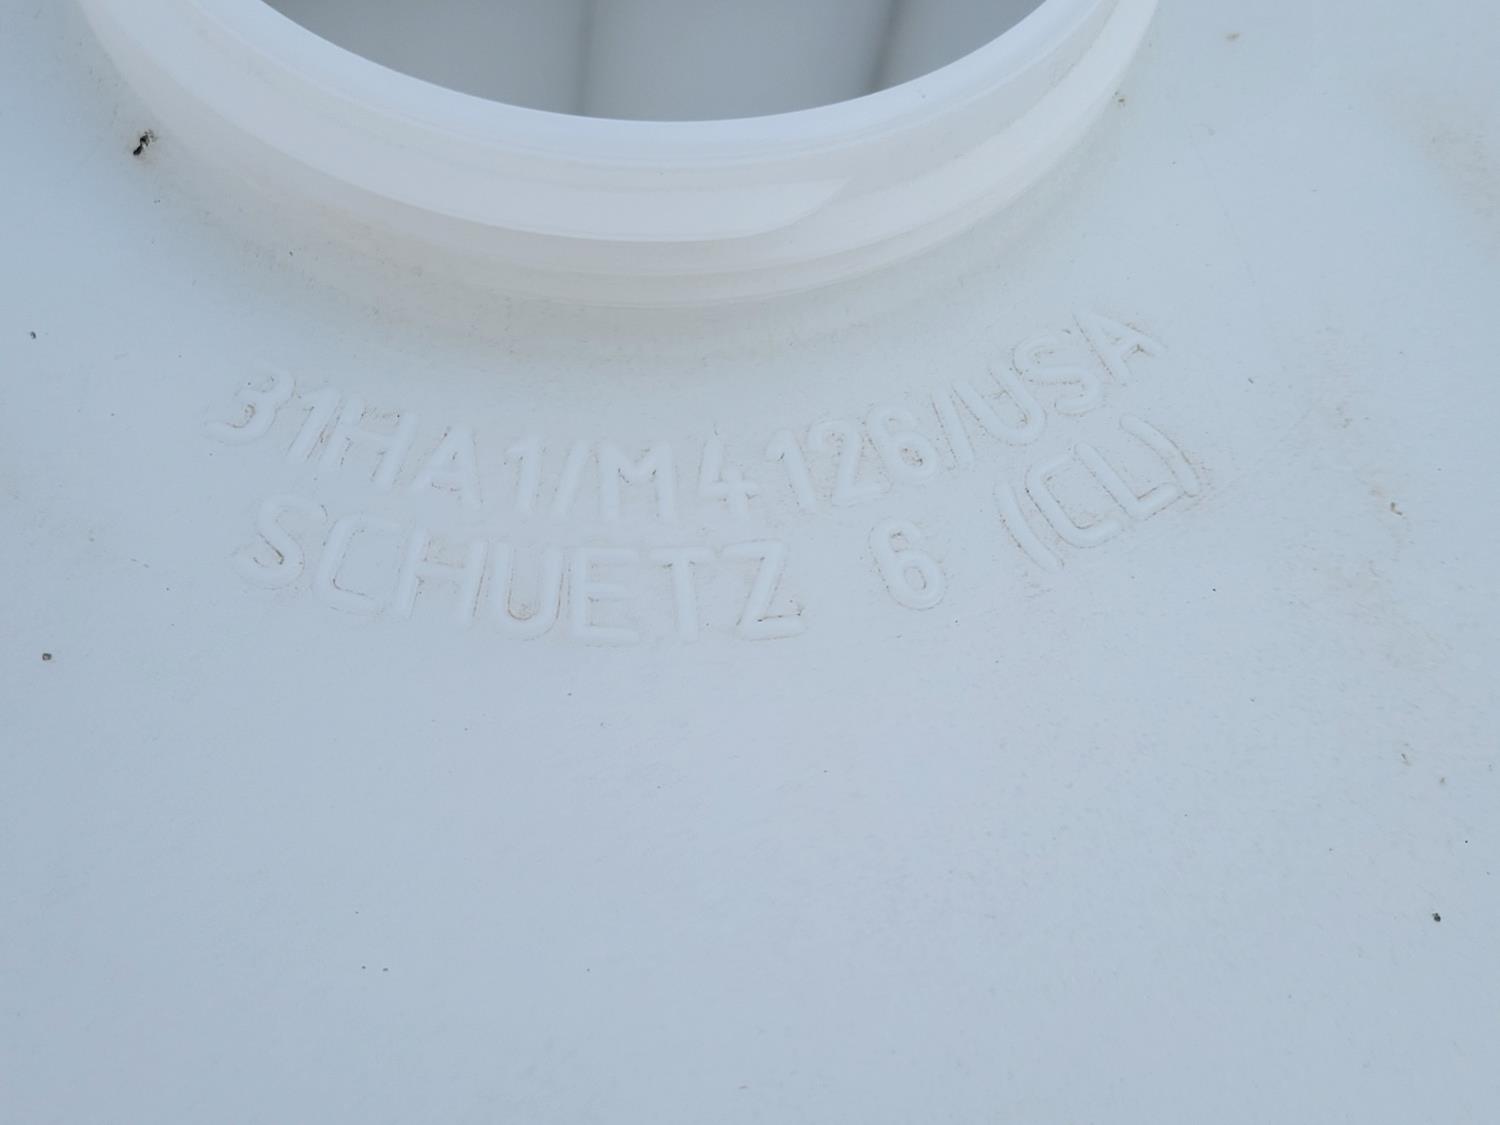 31HA1/M4126/USA
SCHUETZ 6 (CL)